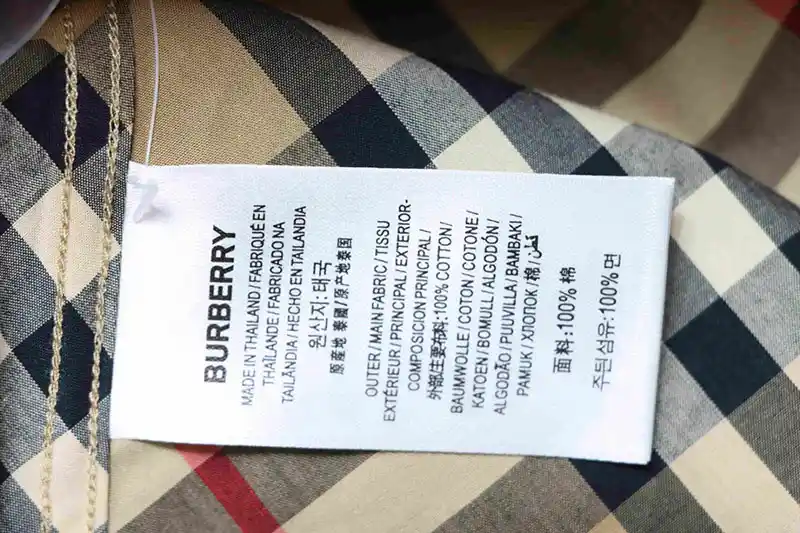 BURBERRY
MADE IN THAILAND / FABRIQUÉ EN
THAÏLANDE / FABRICADO NA
TAILÂNDIA / HECHO EN TAILANDIA
원산지: 태국
原産地 泰國/原产地泰国
OUTER / MAIN FABRIC / TISSU
EXTÉRIEUR / PRINCIPAL / EXTERIOR-
COMPOSICION PRINCIPAL /
外部/主要布料:100% COTTON /
BAUMWOLLE / COTON / COTONE /
KATOEN / BOMULL / ALGODÓN /
ALGODÃO / PUUVILLA / BAMBAKI /
PAMUK / ХЛОПОК / 棉 / قطن
面料:100% 棉
주된섬유:100% 면